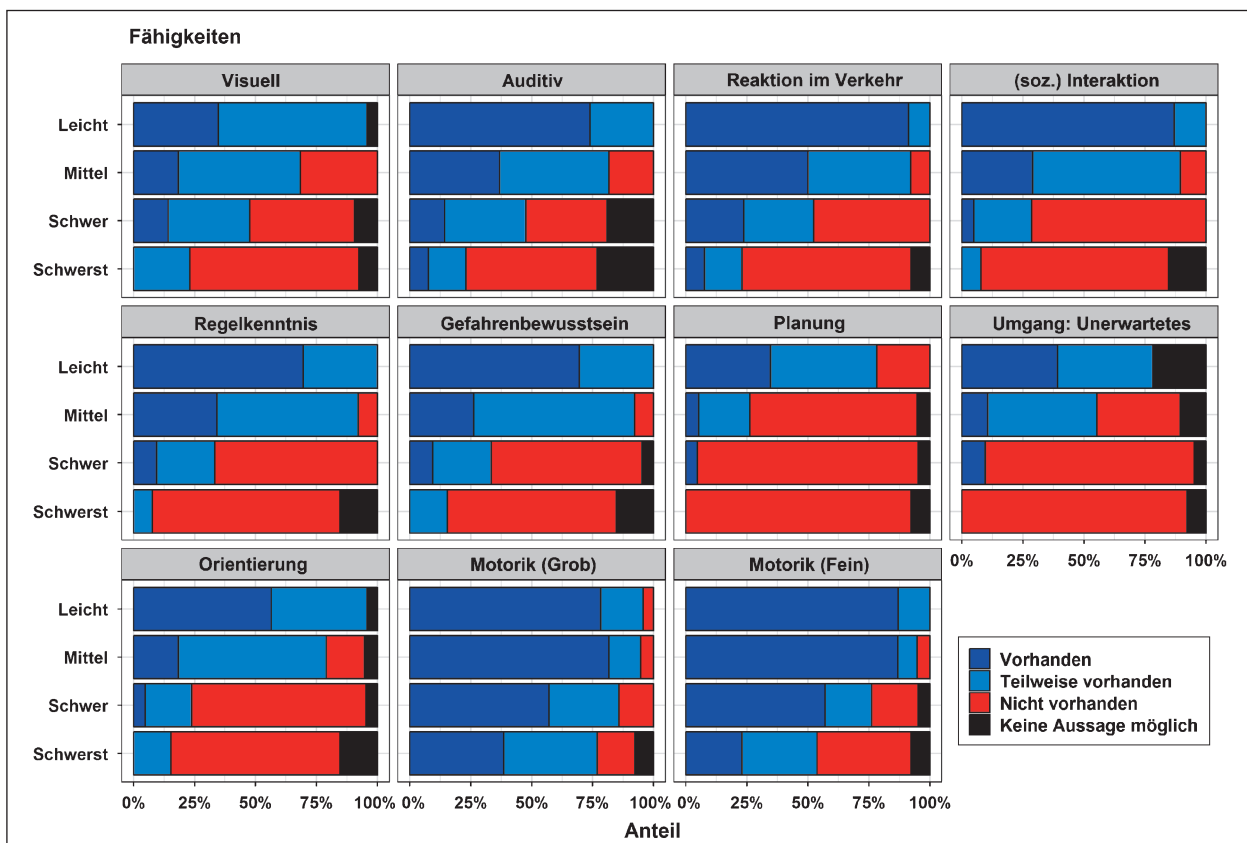 Fähigkeiten
Visuell
Auditiv
Reaktion im Verkehr
(soz.) Interaktion
Leicht
Mittel
Schwer
Schwerst
Regelkenntnis
Gefahrenbewusstsein
Planung
Umgang: Unerwartetes
Leicht
Mittel
Schwer
Schwerst
0% 25% 50% 75% 100%
Orientierung
Motorik (Grob)
Motorik (Fein)
Leicht
Mittel
Schwer
Schwerst
0% 25% 50% 75% 100%
0% 25% 50% 75% 100%
0% 25% 50% 75% 100%
Anteil
Vorhanden
Teilweise vorhanden
Nicht vorhanden
Keine Aussage möglich